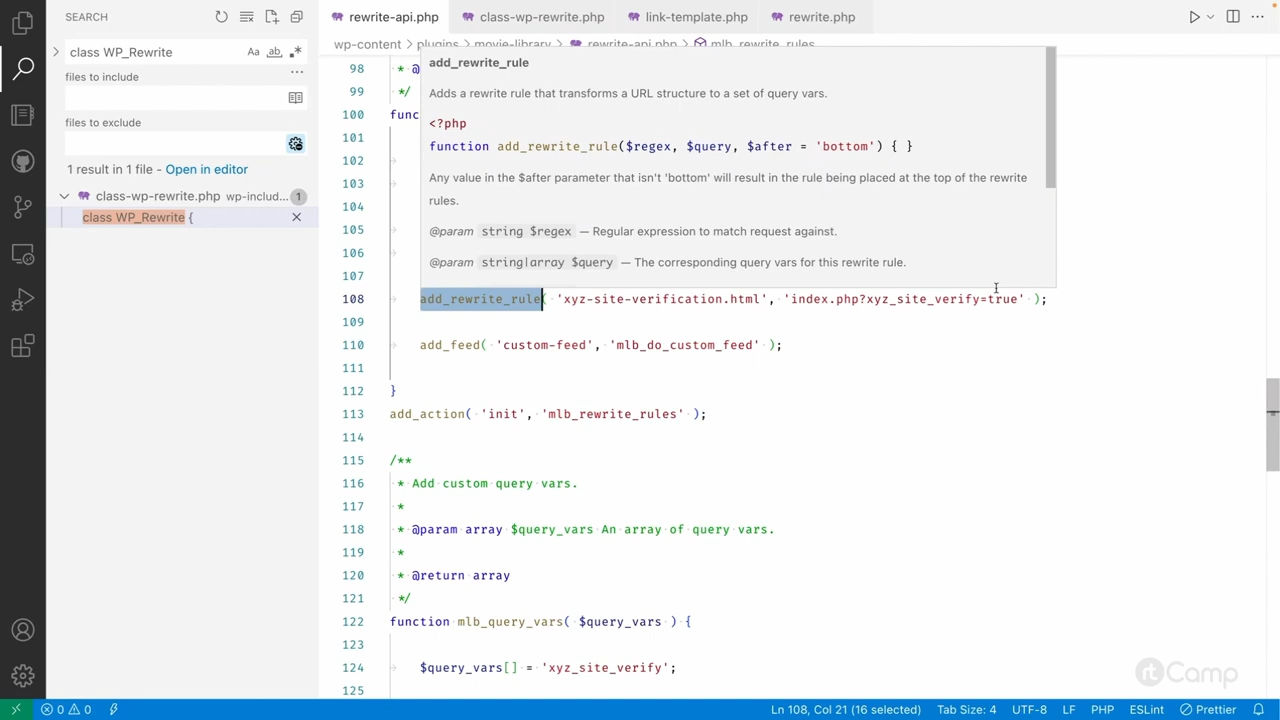 SEARCH
rewrite-api.php
class-wp-rewrite.php
link-template.php
rewrite.php
class WP_Rewrite
Aa
ab
files to include
files to exclude
1 result in 1 file - Open in editor
class-wp-rewrite.php wp-includ... 1
class WP_Rewrite {
wp-content > plugins > movie-library > rewrite-api.php > mlb_rewrite_rules
add_rewrite_rule
Adds a rewrite rule that transforms a URL structure to a set of query vars.
<?php
function add_rewrite_rule($regex, $query, $after = 'bottom') { }
Any value in the $after parameter that isn't 'bottom' will result in the rule being placed at the top of the rewrite
rules.
@param string $regex — Regular expression to match request against.
@param string|array $query — The corresponding query vars for this rewrite rule.
98 * @
99 */
100 func
101
102
103
104
105
106
107
108 add_rewrite_rule( 'xyz-site-verification.html', 'index.php?xyz_site_verify=true' );
109
110 add_feed( 'custom-feed', 'mlb_do_custom_feed' );
111
112 }
113 add_action( 'init', 'mlb_rewrite_rules' );
114
115 /**
116 * Add custom query vars.
117 *
118 * @param array $query_vars An array of query vars.
119 *
120 * @return array
121 */
122 function mlb_query_vars( $query_vars ) {
123
124 $query_vars[] = 'xyz_site_verify';
125
rtCamp
0 0 Ln 108, Col 21 (16 selected) Tab Size: 4 UTF-8 LF PHP ESLint Prettier